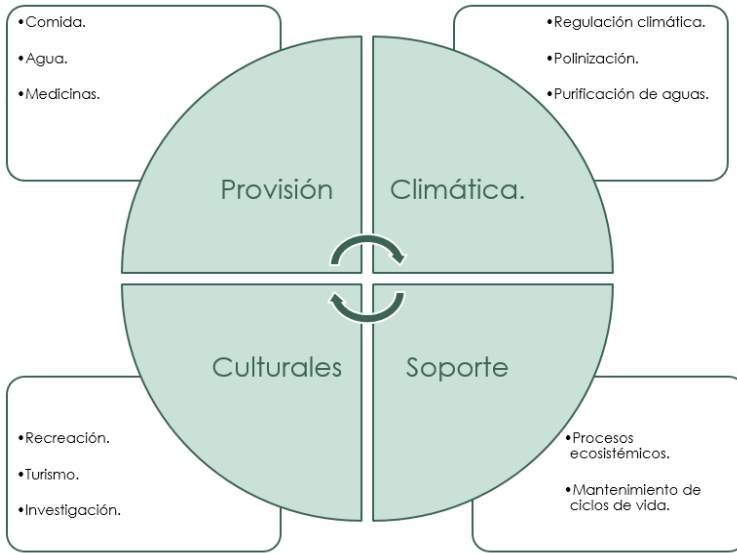 •Comida.
•Agua.
•Medicinas.
•Regulación climática.
•Polinización.
•Purificación de aguas.
Provisión
Climática.
Culturales
Soporte
•Recreación.
•Turismo.
•Investigación.
•Procesos
ecosistémicos.
•Mantenimiento de
ciclos de vida.